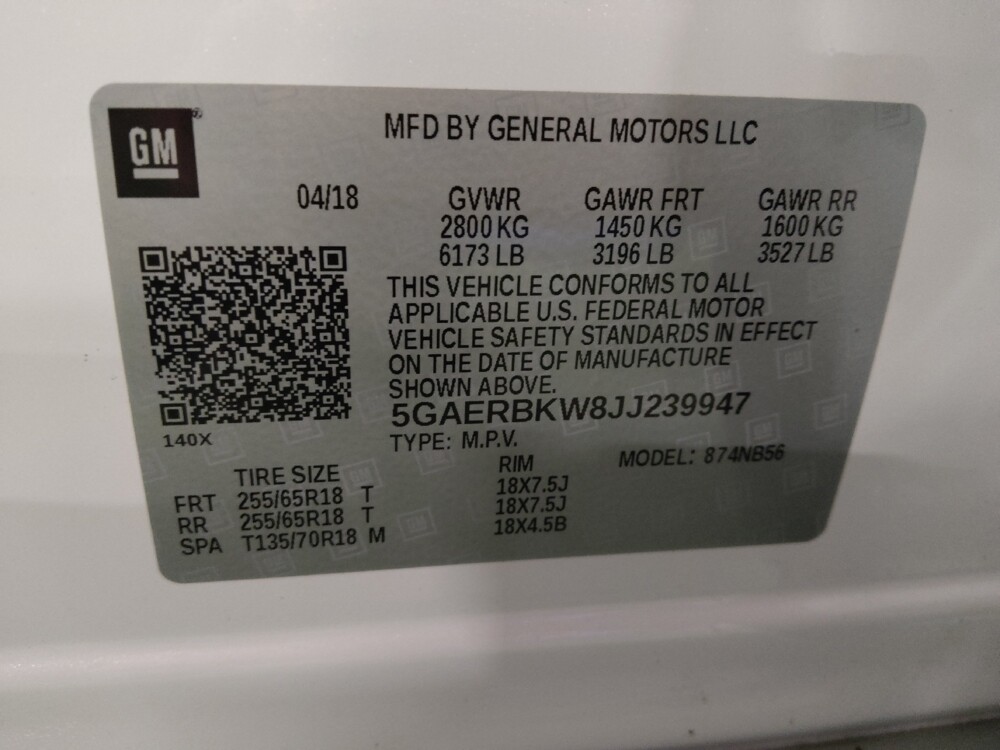 GM
MFD BY GENERAL MOTORS LLC
04/18 GVWR GAWR FRT GAWR RR
2800 KG 1450 KG 1600 KG
6173 LB 3196 LB 3527 LB
THIS VEHICLE CONFORMS TO ALL
APPLICABLE U.S. FEDERAL MOTOR
VEHICLE SAFETY STANDARDS IN EFFECT
ON THE DATE OF MANUFACTURE
SHOWN ABOVE.
5GAERBKW8JJ239947
140X
TYPE: M.P.V.
MODEL: 874NB56
TIRE SIZE RIM
FRT 255/65R18 T 18X7.5J
RR 255/65R18 T 18X7.5J
SPA T135/70R18 M 18X4.5B